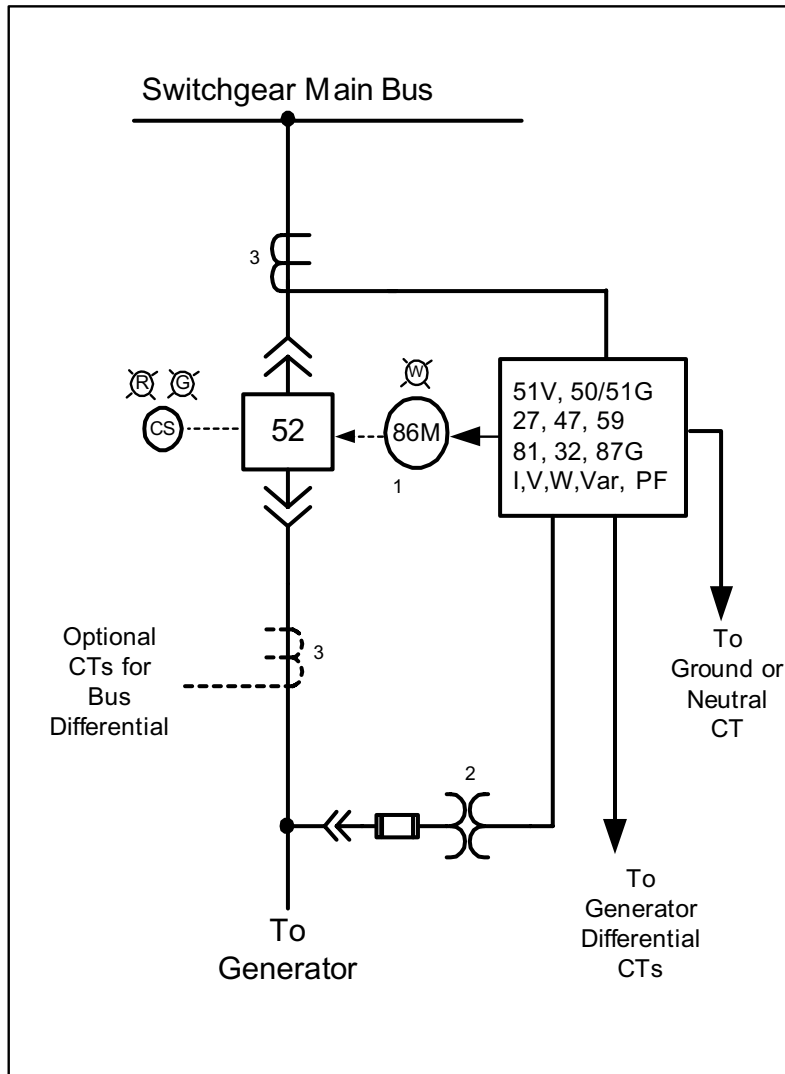 Switchgear Main Bus
3
R G
W
CS
52
86M
1
51V, 50/51G
27, 47, 59
81, 32, 87G
I,V,W,Var, PF
Optional
CTs for
Bus
Differential
3
To
Ground or
Neutral
CT
2
To
Generator
Differential
CTs
To
Generator